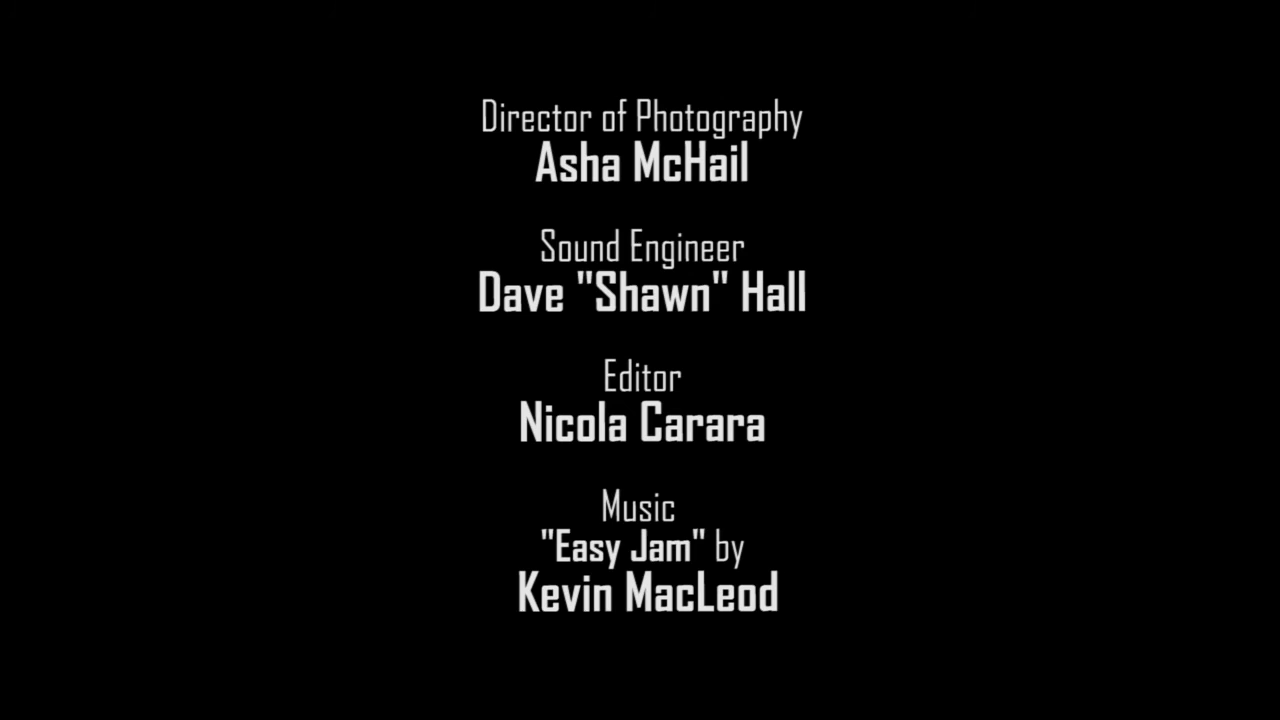 Director of Photography
Asha McHail
Sound Engineer
Dave "Shawn" Hall
Editor
Nicola Carara
Music
"Easy Jam" by
Kevin MacLeod